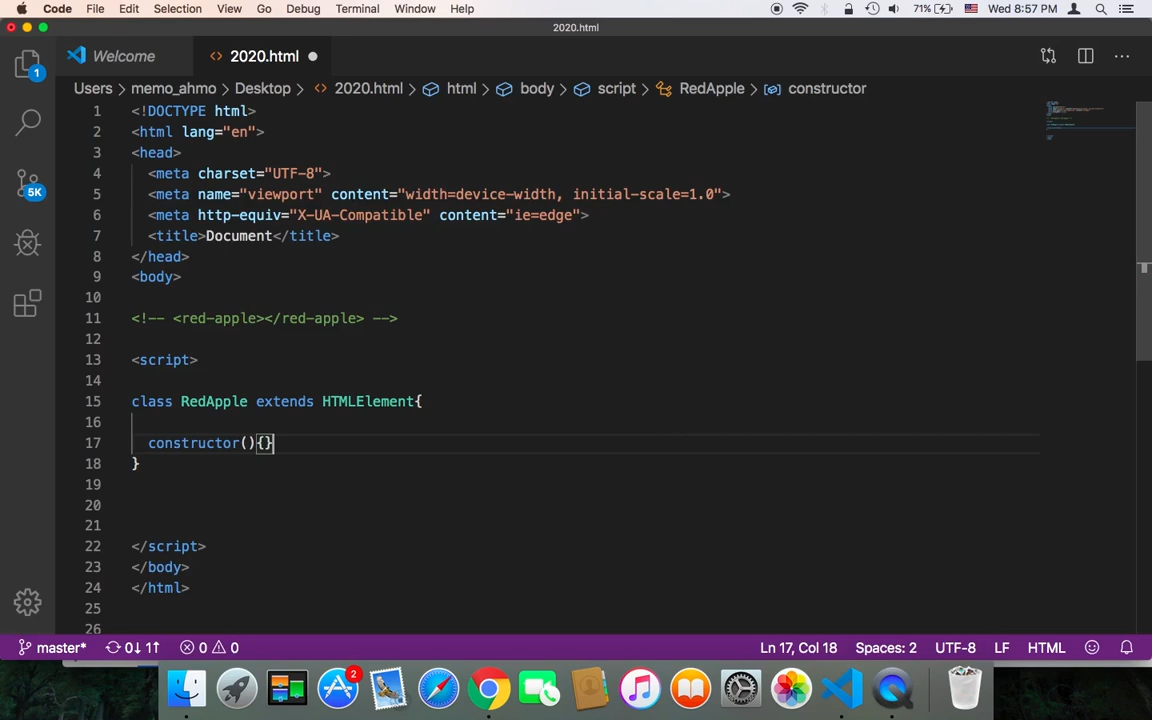 Code File Edit Selection View Go Debug Terminal Window Help 71% Wed 8:57 PM
2020.html
Welcome 2020.html
Users > memo_ahmo > Desktop > 2020.html > html > body > script > RedApple > constructor
1 <!DOCTYPE html>
2 <html lang="en">
3 <head>
4 <meta charset="UTF-8">
5 <meta name="viewport" content="width=device-width, initial-scale=1.0">
6 <meta http-equiv="X-UA-Compatible" content="ie=edge">
7 <title>Document</title>
8 </head>
9 <body>
10
11 <!-- <red-apple></red-apple> -->
12
13 <script>
14
15 class RedApple extends HTMLElement{
16
17 constructor(){}
18 }
19
20
21
22 </script>
23 </body>
24 </html>
25
26
1
5K
master* 0↓ 1↑ 0 0 Ln 17, Col 18 Spaces: 2 UTF-8 LF HTML
2